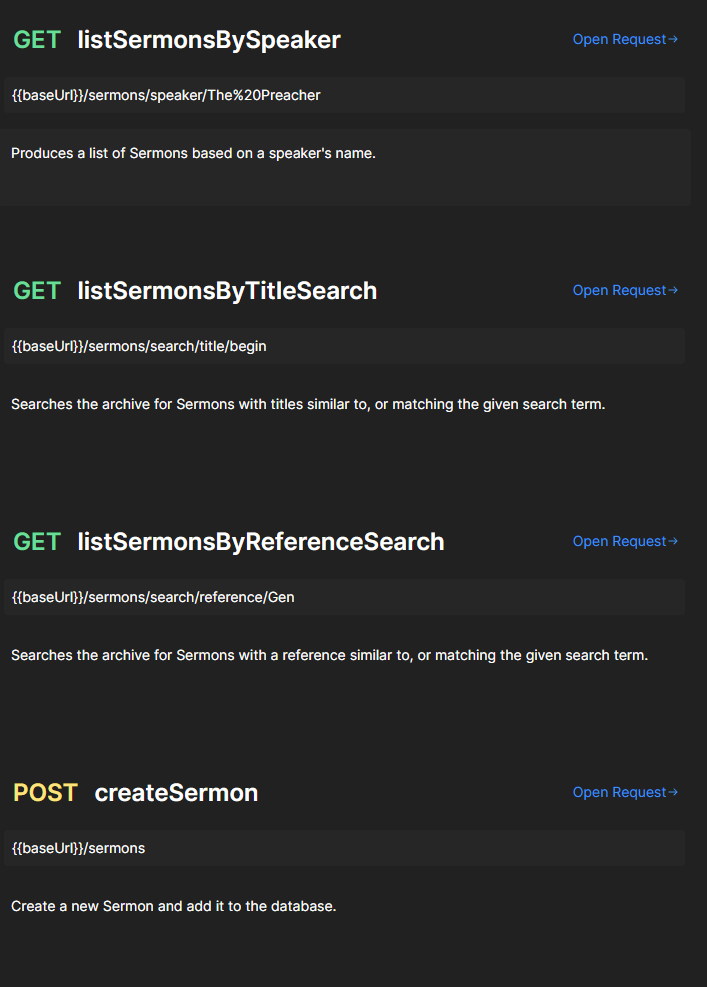 GET listSermonsBySpeaker Open Request→
{{baseUrl}}/sermons/speaker/The%20Preacher
Produces a list of Sermons based on a speaker's name.
GET listSermonsByTitleSearch Open Request→
{{baseUrl}}/sermons/search/title/begin
Searches the archive for Sermons with titles similar to, or matching the given search term.
GET listSermonsByReferenceSearch Open Request→
{{baseUrl}}/sermons/search/reference/Gen
Searches the archive for Sermons with a reference similar to, or matching the given search term.
POST createSermon Open Request→
{{baseUrl}}/sermons
Create a new Sermon and add it to the database.